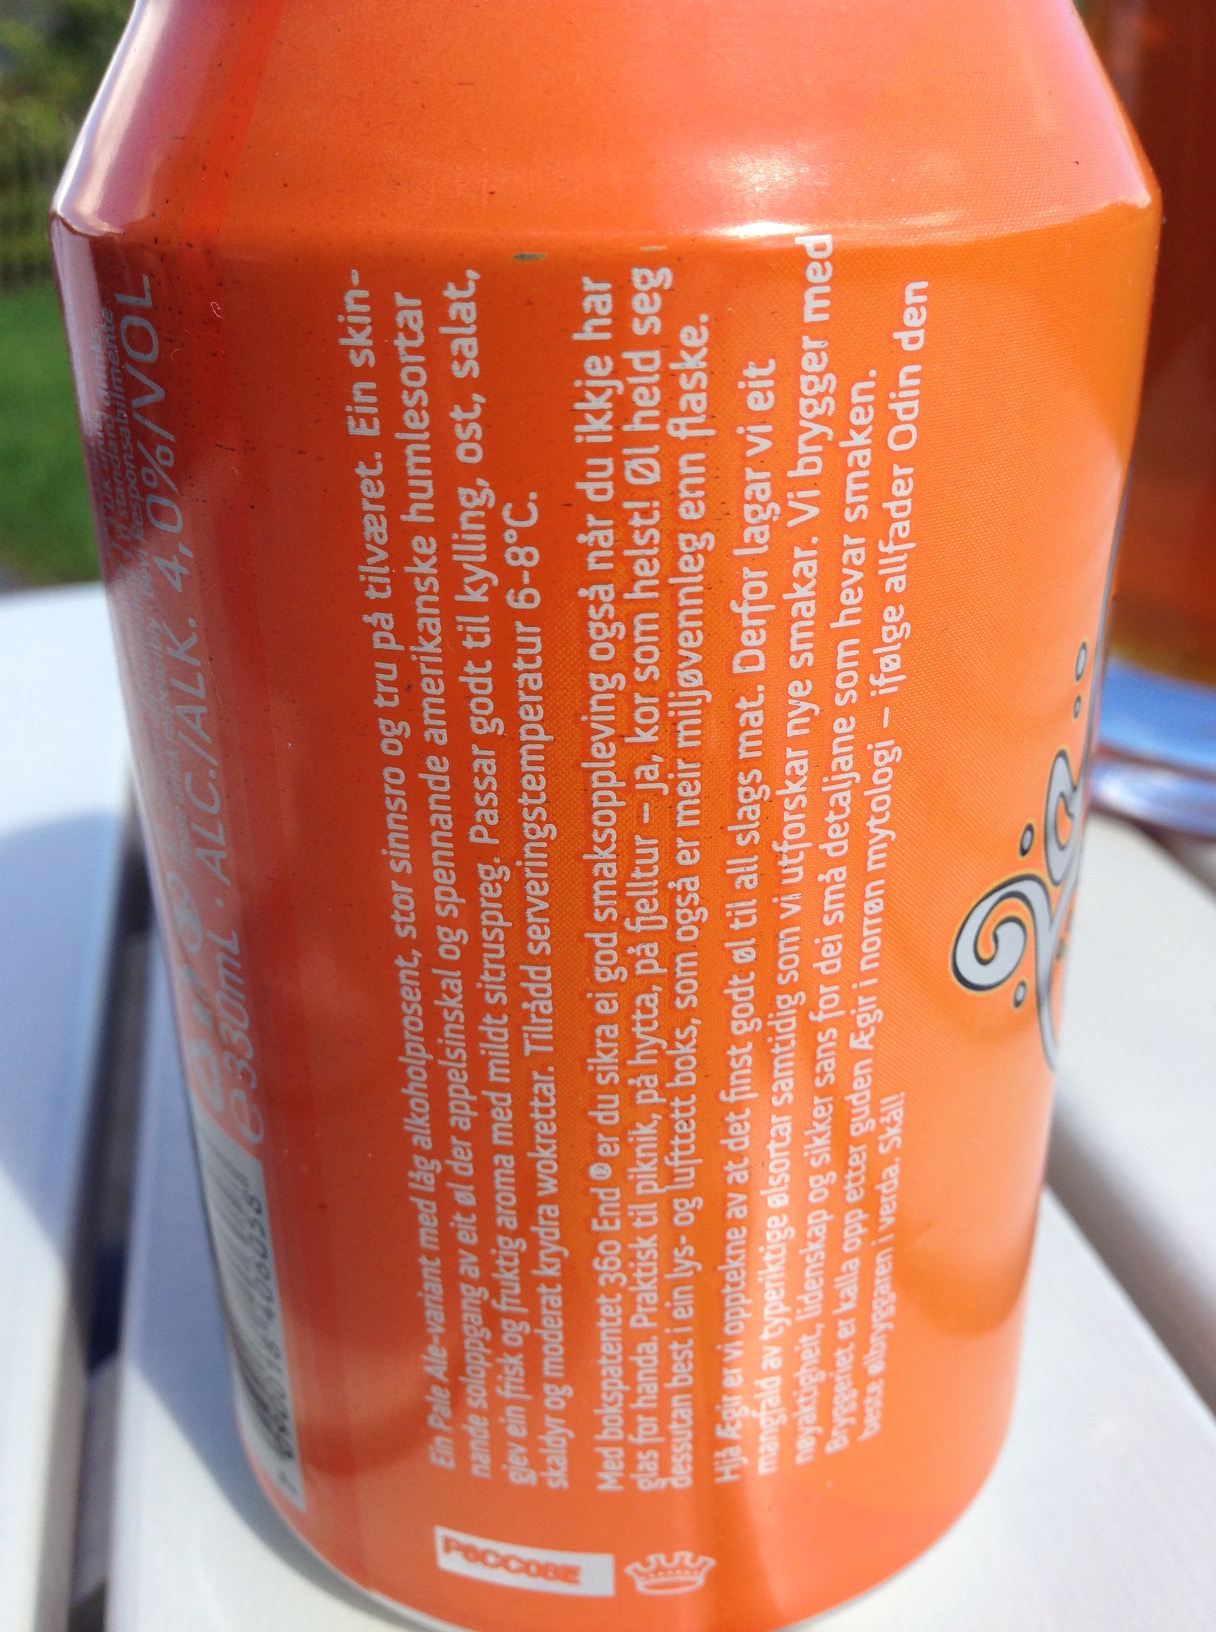 330mL . ALC./ALK. 4,0%/VOL
Ein Pale Ale-variant med låg alkoholprosent, stor sinnsro og tru på tilværet. Ein skin-
nande soloppgang av eit øl der appelsinskal og spennande amerikanske humlesortar
gjev ein frisk og fruktig aroma med mildt sitruspreg. Passar godt til kylling, ost, salat,
skaldyr og moderat krydra wokrettar. Tilrådd serveringstemperatur 6-8°C.
Med bokspatentet 360 End® er du sikra ei god smaksoppleving også når du ikkje har
glas for handa. Praktisk til piknik, på hytta, på fjelltur – ja, kor som helst! Øl held seg
dessutan best i ein lys- og lufttett boks, som også er meir miljøvennleg enn flaske.
Hjå Ægir er vi opptekne av at det finst godt øl til all slags mat. Derfor lagar vi eit
mangfald av typeriktige ølsortar samtidig som vi utforskar nye smakar. Vi brygger med
nøyaktighet, lidenskap og sikker sans for dei små detaljane som hevar smaken.
Bryggeriet er kalla opp etter guden Ægir i norrøn mytologi – ifølge allfader Odin den
beste ølbryggaren i verda. Skål!
P6CC08E